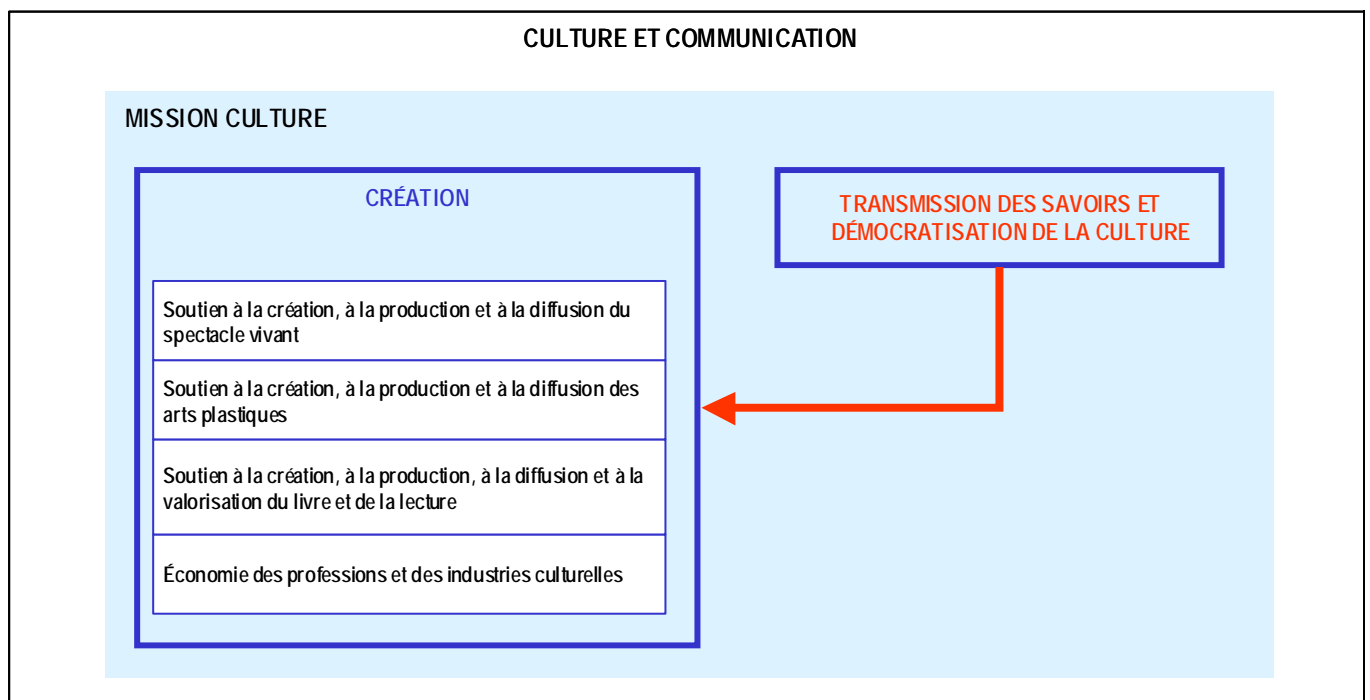 CULTURE ET COMMUNICATION
MISSION CULTURE
CRÉATION
Soutien à la création, à la production et à la diffusion du
spectacle vivant
Soutien à la création, à la production et à la diffusion des
arts plastiques
Soutien à la création, à la production, à la diffusion et à la
valorisation du livre et de la lecture
Économie des professions et des industries culturelles
TRANSMISSION DES SAVOIRS ET
DÉMOCRATISATION DE LA CULTURE